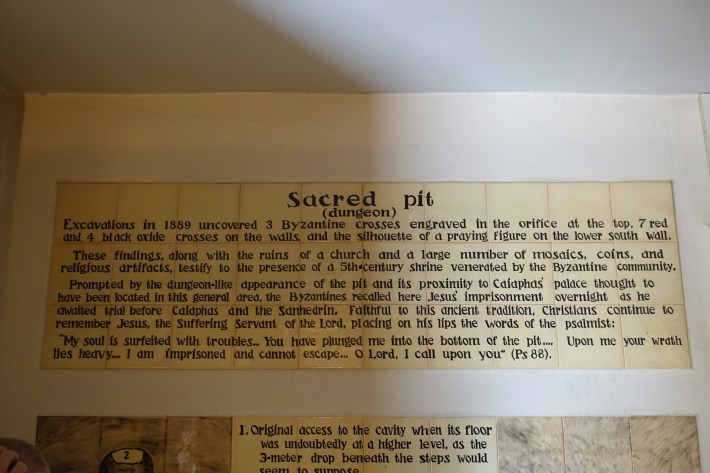 Sacred pit
(dungeon)
Excavations in 1889 uncovered 3 Byzantine crosses engraved in the orifice at the top, 7 red
and 4 black oxide crosses on the walls, and the silhouette of a praying figure on the lower south wall.
These findings, along with the ruins of a church and a large number of mosaics, coins, and
religious artifacts, testify to the presence of a 5th-century shrine venerated by the Byzantine community.
Prompted by the dungeon-like appearance of the pit and its proximity to Caiaphas' palace thought to
have been located in this general area, the Byzantines recalled here Jesus' imprisonment overnight as he
awaited trial before Caiaphas and the Sanhedrin. Faithful to this ancient tradition, Christians continue to
remember Jesus, the Suffering Servant of the Lord, placing on his lips the words of the psalmist:
"My soul is surfeited with troubles... You have plunged me into the bottom of the pit.... Upon me your wrath
lies heavy.... I am imprisoned and cannot escape... O Lord, I call upon you" (Ps 88).
1. Original access to the cavity when its floor
was undoubtedly at a higher level, as the
3-meter drop beneath the steps would
seem to suppose
2